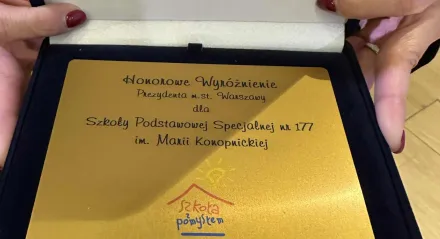 Honorowe Wyróżnienie
Prezydenta m.st. Warszawy
dla
Szkoły Podstawowej Specjalnej nr 177
im. Marii Konopnickiej
szkoła
z pomysłem